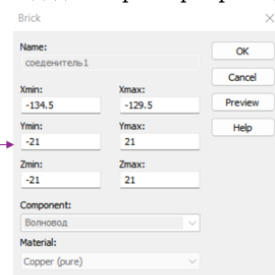 Brick
Name:
соеденитель1
OK
Cancel
Xmin:
Xmax:
-134.5
-129.5
Preview
Ymin:
Ymax:
Help
-21
21
Zmin:
Zmax:
-21
21
Component:
Волновод
Material:
Copper (pure)